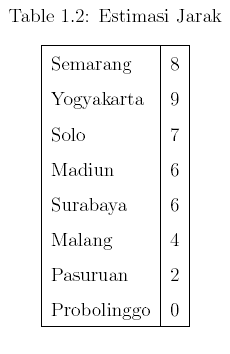 Table 1.2: Estimasi Jarak
Semarang 8
Yogyakarta 9
Solo 7
Madiun 6
Surabaya 6
Malang 4
Pasuruan 2
Probolinggo 0